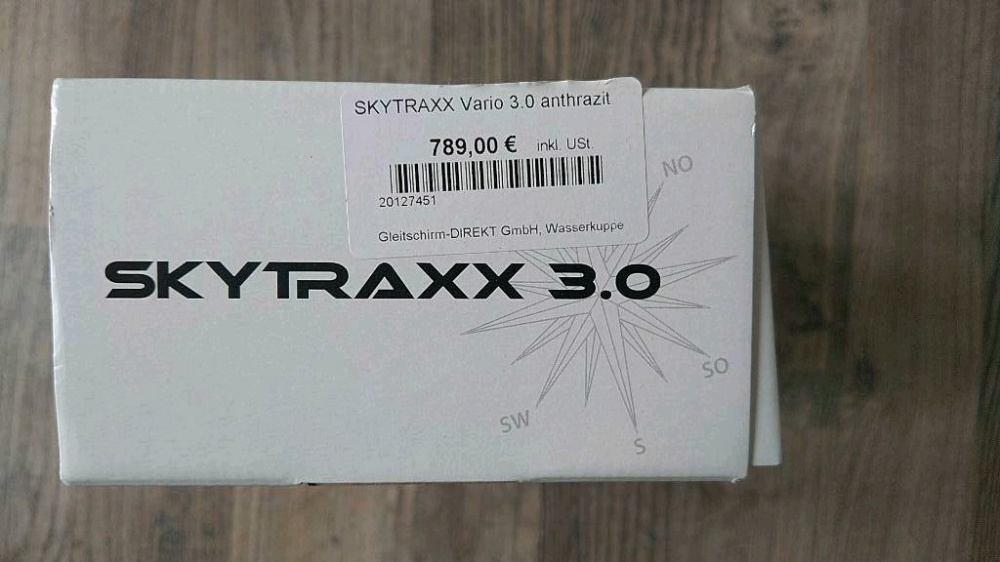 SKYTRAXX Vario 3.0 anthrazit
789,00 € inkl. USt.
20127451
Gleitschirm-DIREKT GmbH, Wasserkuppe
NO
SKYTRAXX 3.0
SO
SW
S